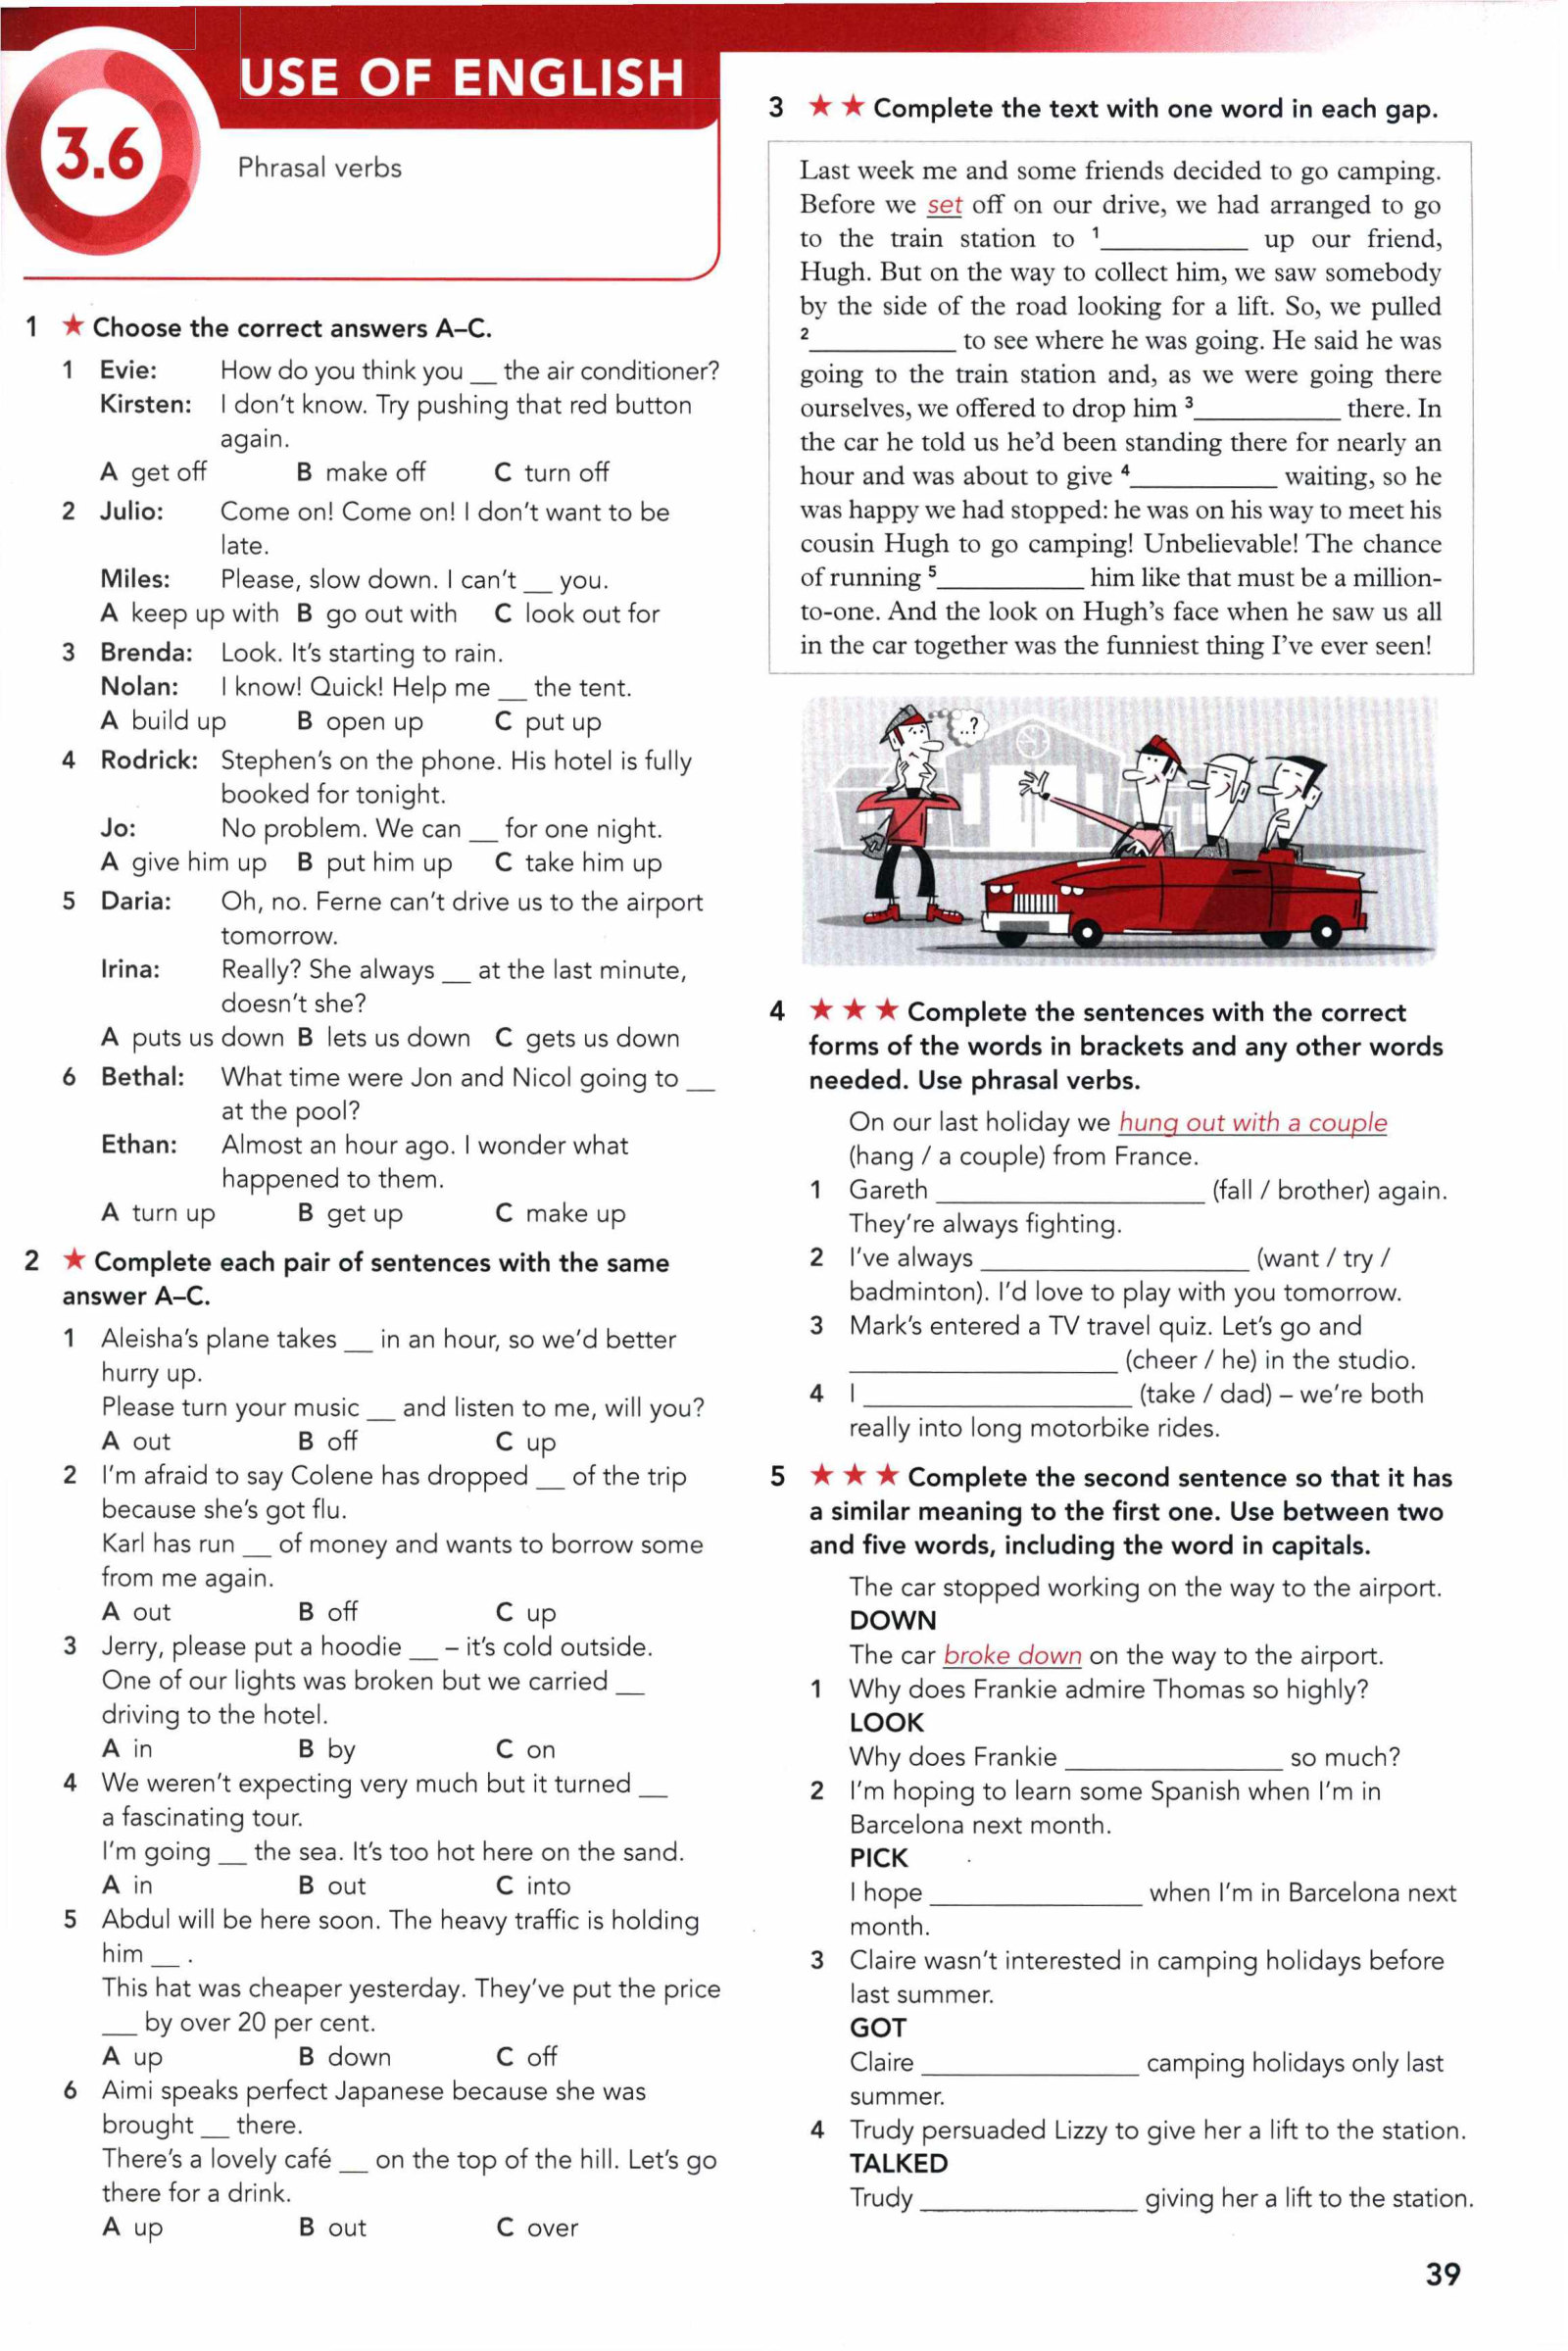 USE OF ENGLISH
3.6
Phrasal verbs
1 ★ Choose the correct answers A–C.
1 Evie: How do you think you __ the air conditioner?
Kirsten: I don't know. Try pushing that red button
again.
A get off B make off C turn off
2 Julio: Come on! Come on! I don't want to be
late.
Miles: Please, slow down. I can't __ you.
A keep up with B go out with C look out for
3 Brenda: Look. It's starting to rain.
Nolan: I know! Quick! Help me __ the tent.
A build up B open up C put up
4 Rodrick: Stephen's on the phone. His hotel is fully
booked for tonight.
Jo: No problem. We can __ for one night.
A give him up B put him up C take him up
5 Daria: Oh, no. Ferne can't drive us to the airport
tomorrow.
Irina: Really? She always __ at the last minute,
doesn't she?
A puts us down B lets us down C gets us down
6 Bethal: What time were Jon and Nicol going to __
at the pool?
Ethan: Almost an hour ago. I wonder what
happened to them.
A turn up B get up C make up
2 ★ Complete each pair of sentences with the same
answer A–C.
1 Aleisha's plane takes __ in an hour, so we'd better
hurry up.
Please turn your music __ and listen to me, will you?
A out B off C up
2 I'm afraid to say Colene has dropped __ of the trip
because she's got flu.
Karl has run __ of money and wants to borrow some
from me again.
A out B off C up
3 Jerry, please put a hoodie __ – it's cold outside.
One of our lights was broken but we carried __
driving to the hotel.
A in B by C on
4 We weren't expecting very much but it turned __
a fascinating tour.
I'm going __ the sea. It's too hot here on the sand.
A in B out C into
5 Abdul will be here soon. The heavy traffic is holding
him __ .
This hat was cheaper yesterday. They've put the price
__ by over 20 per cent.
A up B down C off
6 Aimi speaks perfect Japanese because she was
brought __ there.
There's a lovely café __ on the top of the hill. Let's go
there for a drink.
A up B out C over
3 ★ ★ Complete the text with one word in each gap.
Last week me and some friends decided to go camping.
Before we set off on our drive, we had arranged to go
to the train station to 1__________ up our friend,
Hugh. But on the way to collect him, we saw somebody
by the side of the road looking for a lift. So, we pulled
2__________ to see where he was going. He said he was
going to the train station and, as we were going there
ourselves, we offered to drop him 3__________ there. In
the car he told us he'd been standing there for nearly an
hour and was about to give 4__________ waiting, so he
was happy we had stopped: he was on his way to meet his
cousin Hugh to go camping! Unbelievable! The chance
of running 5__________ him like that must be a million-
to-one. And the look on Hugh's face when he saw us all
in the car together was the funniest thing I've ever seen!
..?
4 ★ ★ ★ Complete the sentences with the correct
forms of the words in brackets and any other words
needed. Use phrasal verbs.
On our last holiday we hung out with a couple
(hang / a couple) from France.
1 Gareth __________________ (fall / brother) again.
They're always fighting.
2 I've always __________________ (want / try /
badminton). I'd love to play with you tomorrow.
3 Mark's entered a TV travel quiz. Let's go and
__________________ (cheer / he) in the studio.
4 I __________________ (take / dad) – we're both
really into long motorbike rides.
5 ★ ★ ★ Complete the second sentence so that it has
a similar meaning to the first one. Use between two
and five words, including the word in capitals.
The car stopped working on the way to the airport.
DOWN
The car broke down on the way to the airport.
1 Why does Frankie admire Thomas so highly?
LOOK
Why does Frankie ______________ so much?
2 I'm hoping to learn some Spanish when I'm in
Barcelona next month.
PICK
I hope ______________ when I'm in Barcelona next
month.
3 Claire wasn't interested in camping holidays before
last summer.
GOT
Claire ______________ camping holidays only last
summer.
4 Trudy persuaded Lizzy to give her a lift to the station.
TALKED
Trudy ______________ giving her a lift to the station.
39